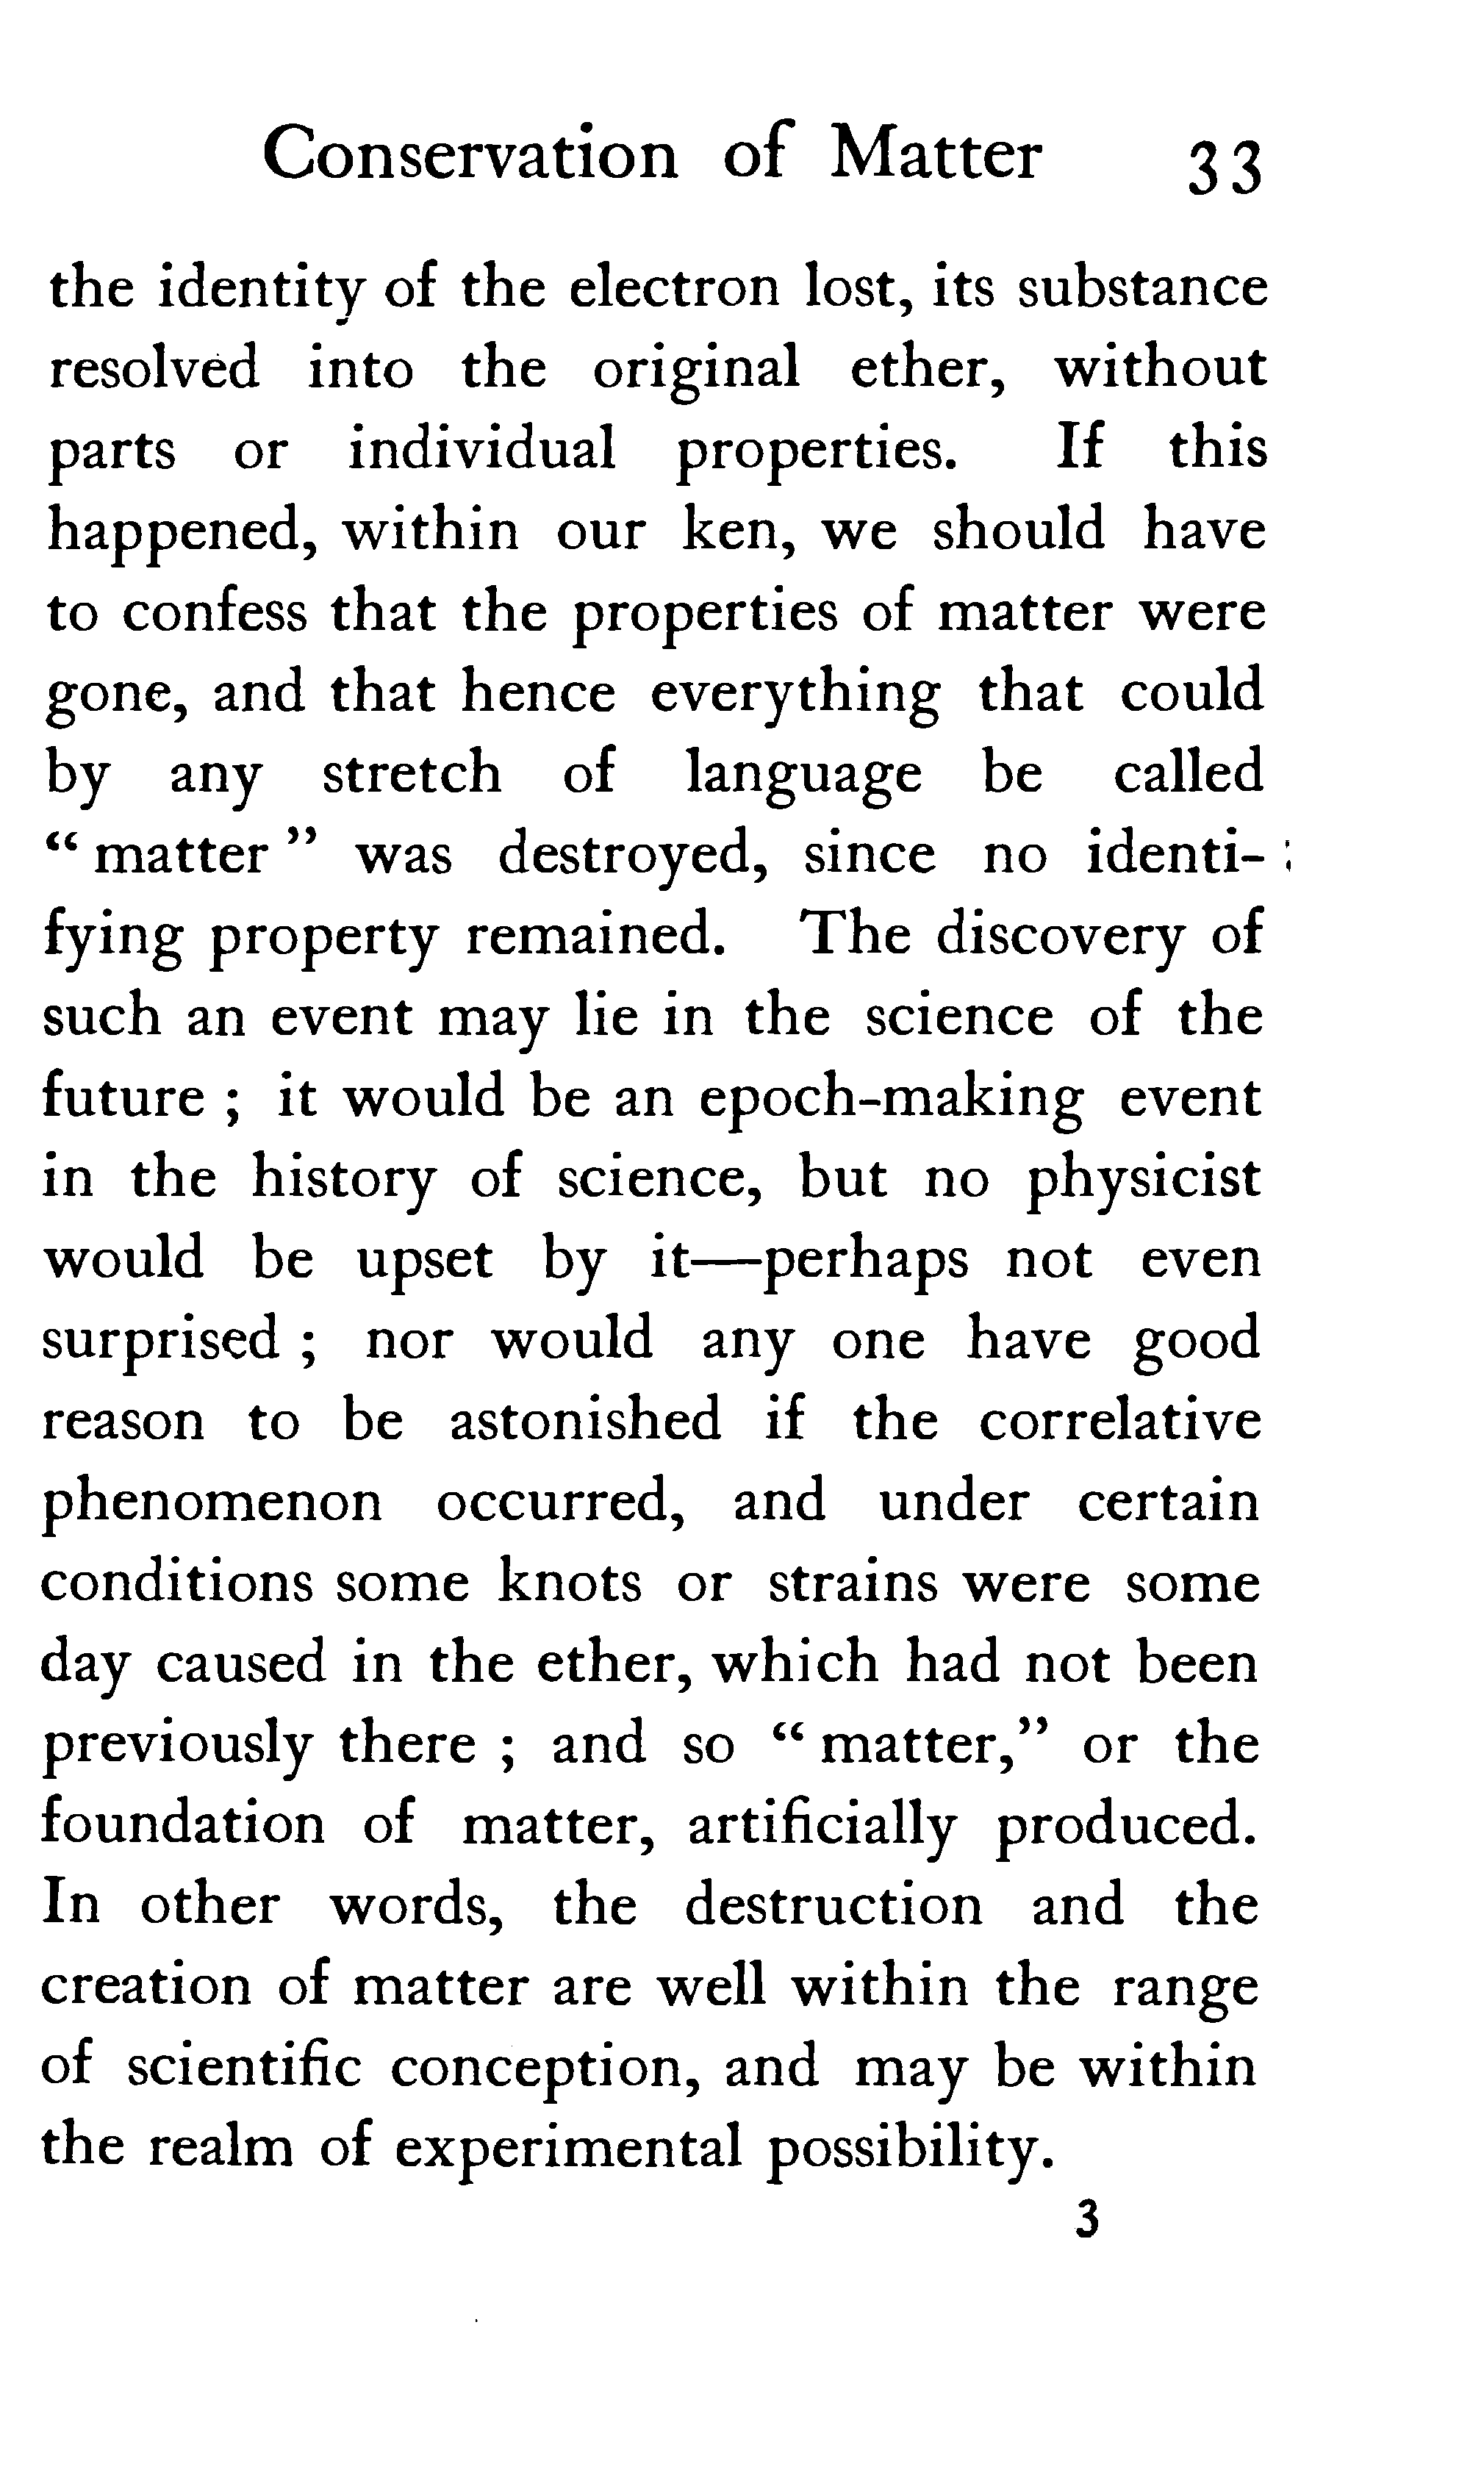 Conservation of Matter 33
the identity of the electron lost, its substance
resolved into the original ether, without
parts or individual properties. If this
happened, within our ken, we should have
to confess that the properties of matter were
gone, and that hence everything that could
by any stretch of language be called
“ matter ” was destroyed, since no identi-
fying property remained. The discovery of
such an event may lie in the science of the
future ; it would be an epoch-making event
in the history of science, but no physicist
would be upset by it—perhaps not even
surprised ; nor would any one have good
reason to be astonished if the correlative
phenomenon occurred, and under certain
conditions some knots or strains were some
day caused in the ether, which had not been
previously there ; and so “ matter,” or the
foundation of matter, artificially produced.
In other words, the destruction and the
creation of matter are well within the range
of scientific conception, and may be within
the realm of experimental possibility.
3